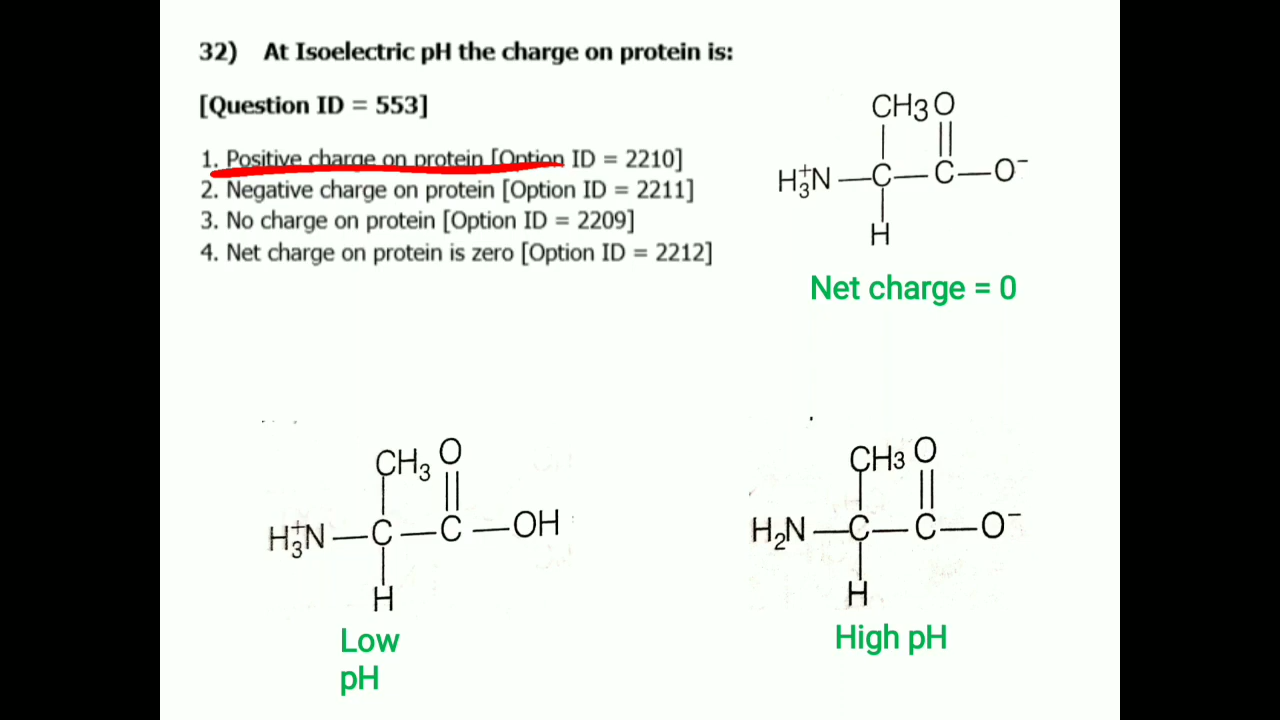 32) At Isoelectric pH the charge on protein is:
[Question ID = 553]
1. Positive charge on protein [Option ID = 2210]
2. Negative charge on protein [Option ID = 2211]
3. No charge on protein [Option ID = 2209]
4. Net charge on protein is zero [Option ID = 2212]
CH3 O
H3+N—C—C—O-
H
Net charge = 0
CH3 O
H3+N—C—C—OH
H
Low
pH
CH3 O
H2N—C—C—O-
H
High pH